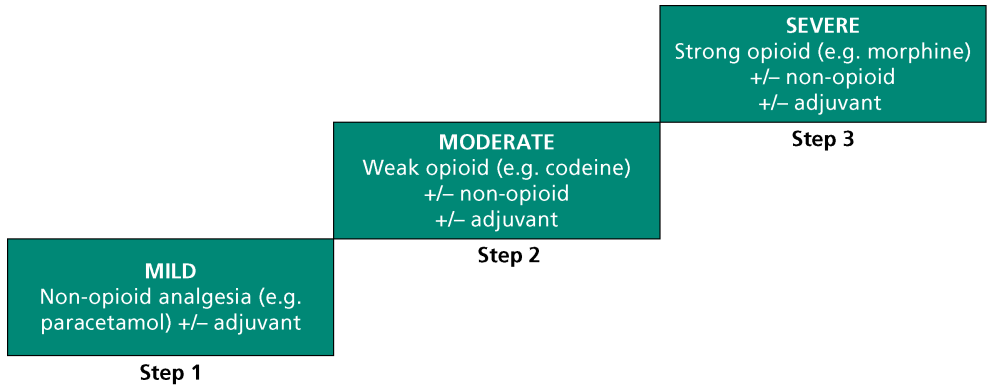 SEVERE
Strong opioid (e.g. morphine)
+/– non-opioid
+/– adjuvant
Step 3
MODERATE
Weak opioid (e.g. codeine)
+/– non-opioid
+/– adjuvant
Step 2
MILD
Non-opioid analgesia (e.g.
paracetamol) +/– adjuvant
Step 1